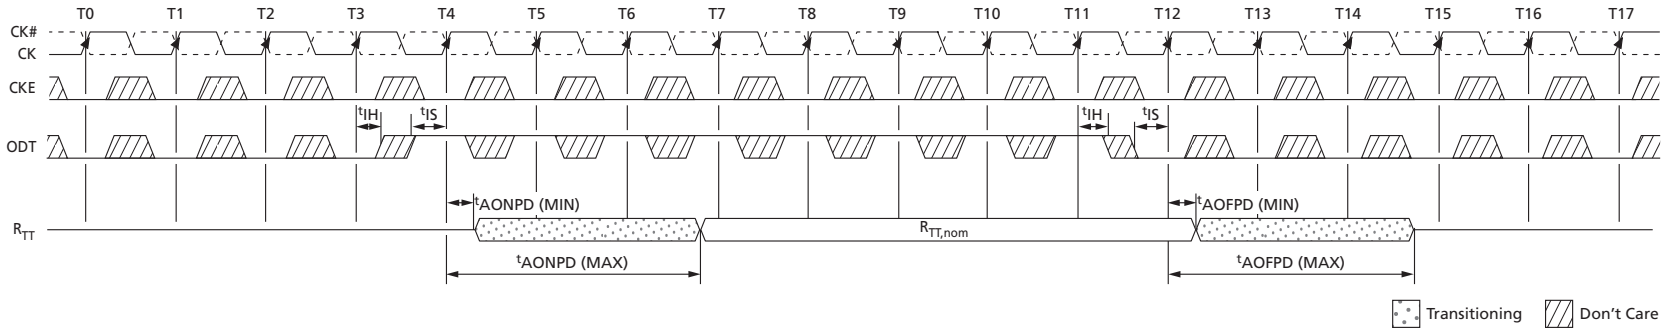 T0 T1 T2 T3 T4 T5 T6 T7 T8 T9 T10 T11 T12 T13 T14 T15 T16 T17
CK#
CK
CKE
tIH tIS tIH tIS
ODT
tAONPD (MIN) tAOFPD (MIN)
RTT RTT,nom
tAONPD (MAX) tAOFPD (MAX)
Transitioning Don't Care